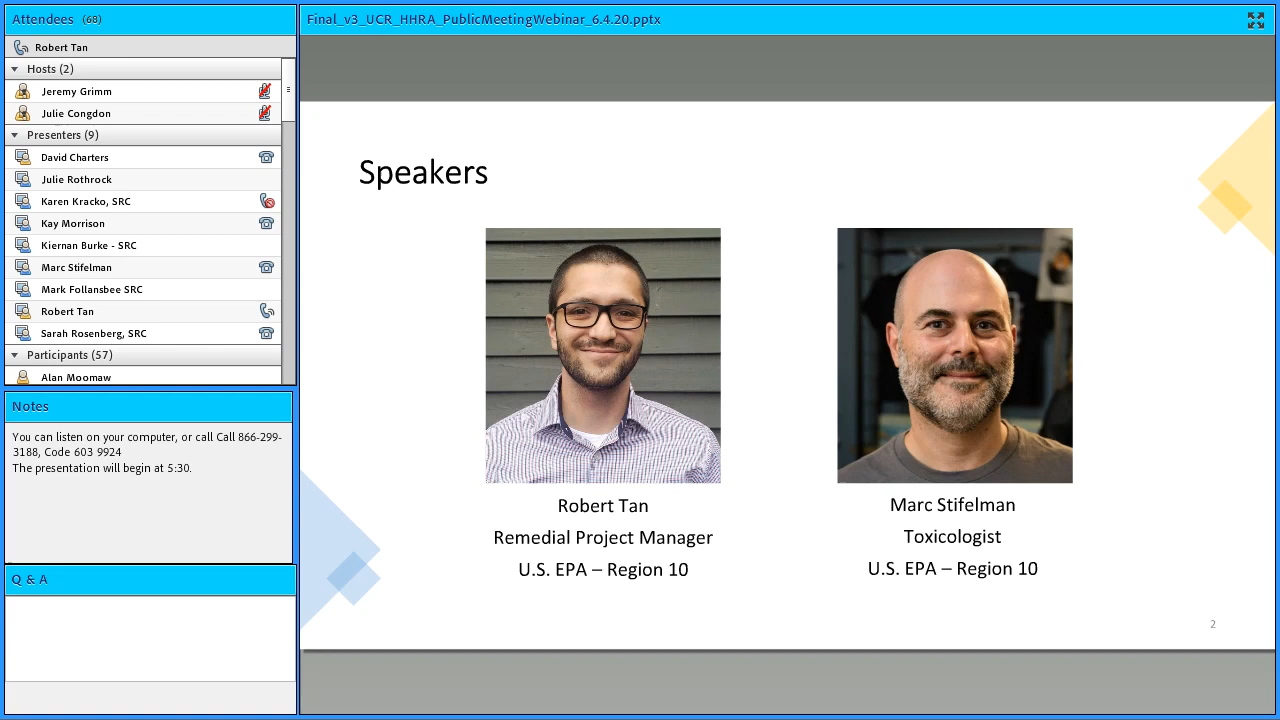 Attendees (68)
Robert Tan
Hosts (2)
Jeremy Grimm
Julie Congdon
Presenters (9)
David Charters
Julie Rothrock
Karen Kracko, SRC
Kay Morrison
Kiernan Burke - SRC
Marc Stifelman
Mark Follansbee SRC
Robert Tan
Sarah Rosenberg, SRC
Participants (57)
Alan Moomaw
Notes
You can listen on your computer, or call Call 866-299-
3188, Code 603 9924
The presentation will begin at 5:30.
Q & A
Final_v3_UCR_HHRA_PublicMeetingWebinar_6.4.20.pptx
Speakers
Robert Tan
Remedial Project Manager
U.S. EPA – Region 10
Marc Stifelman
Toxicologist
U.S. EPA – Region 10
2